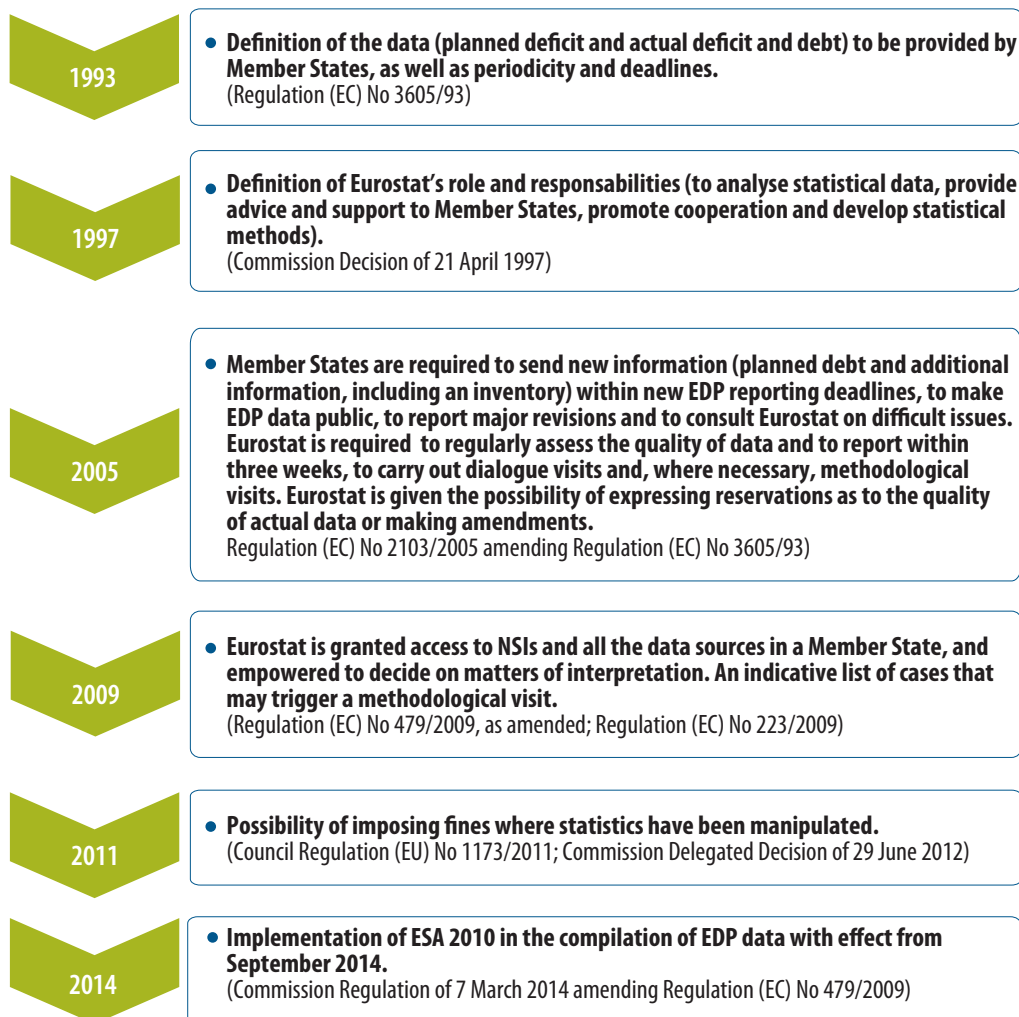 1993
• Definition of the data (planned deficit and actual deficit and debt) to be provided by
Member States, as well as periodicity and deadlines.
(Regulation (EC) No 3605/93)
1997
• Definition of Eurostat's role and responsabilities (to analyse statistical data, provide
advice and support to Member States, promote cooperation and develop statistical
methods).
(Commission Decision of 21 April 1997)
2005
• Member States are required to send new information (planned debt and additional
information, including an inventory) within new EDP reporting deadlines, to make
EDP data public, to report major revisions and to consult Eurostat on difficult issues.
Eurostat is required to regularly assess the quality of data and to report within
three weeks, to carry out dialogue visits and, where necessary, methodological
visits. Eurostat is given the possibility of expressing reservations as to the quality
of actual data or making amendments.
Regulation (EC) No 2103/2005 amending Regulation (EC) No 3605/93)
2009
• Eurostat is granted access to NSIs and all the data sources in a Member State, and
empowered to decide on matters of interpretation. An indicative list of cases that
may trigger a methodological visit.
(Regulation (EC) No 479/2009, as amended; Regulation (EC) No 223/2009)
2011
• Possibility of imposing fines where statistics have been manipulated.
(Council Regulation (EU) No 1173/2011; Commission Delegated Decision of 29 June 2012)
2014
• Implementation of ESA 2010 in the compilation of EDP data with effect from
September 2014.
(Commission Regulation of 7 March 2014 amending Regulation (EC) No 479/2009)